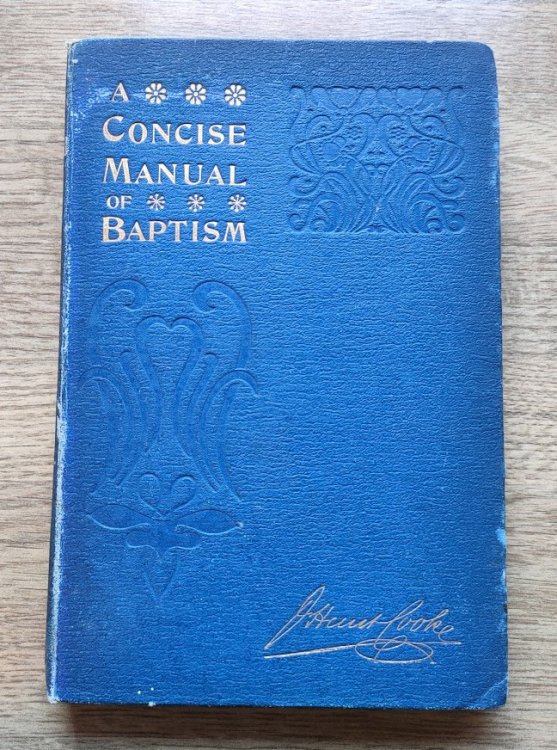 A
CONCISE
MANUAL
OF
BAPTISM
J Hunt Cooke